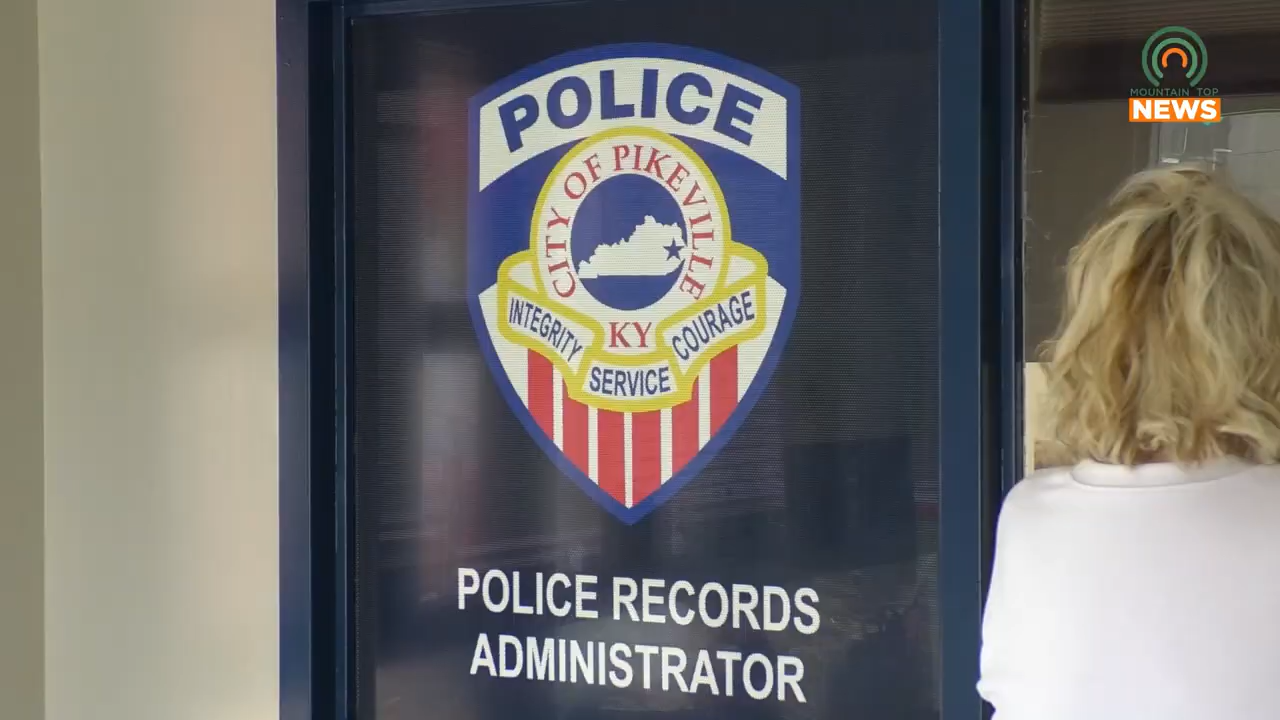 MOUNTAIN TOP
NEWS
POLICE
CITY OF PIKEVILLE
KY
INTEGRITY
SERVICE
COURAGE
POLICE RECORDS
ADMINISTRATOR